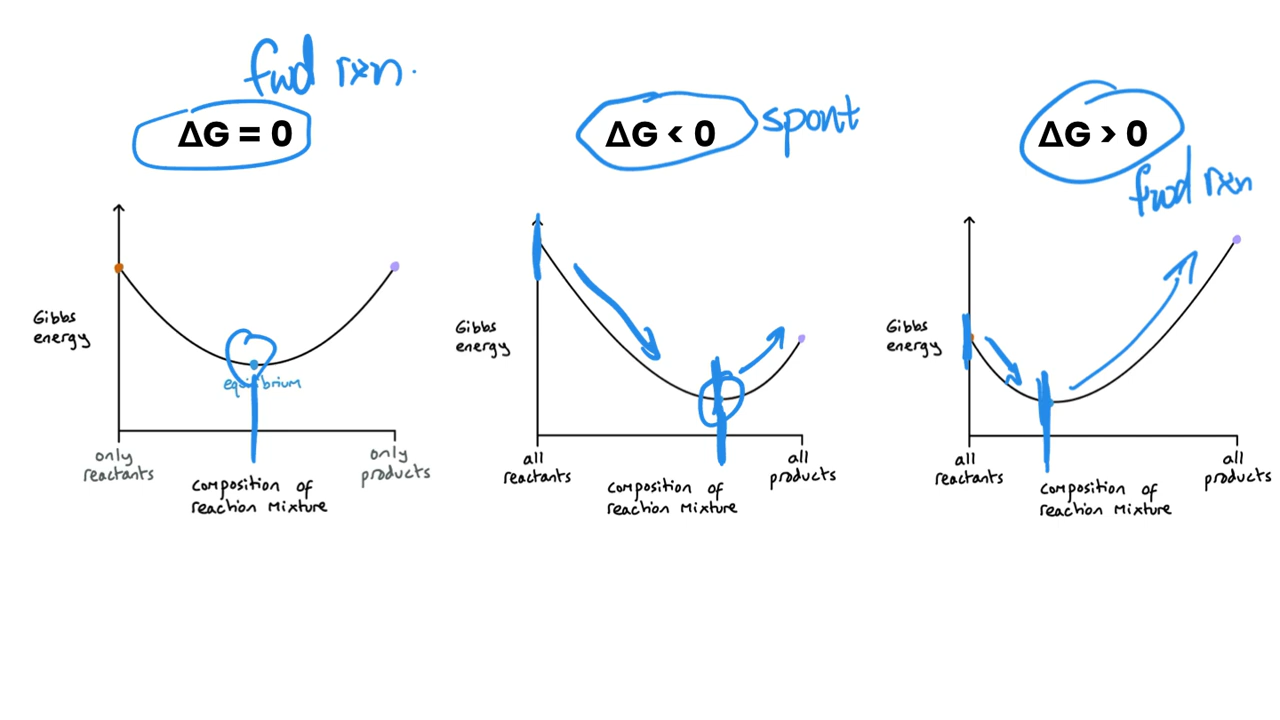 fwd rxn.
ΔG = 0
ΔG < 0
spont
ΔG > 0
fwd rxn
Gibbs
energy
equilibrium
only
reactants
only
products
composition of
reaction mixture
Gibbs
energy
all
reactants
all
products
composition of
reaction mixture
Gibbs
energy
all
reactants
all
products
composition of
reaction mixture